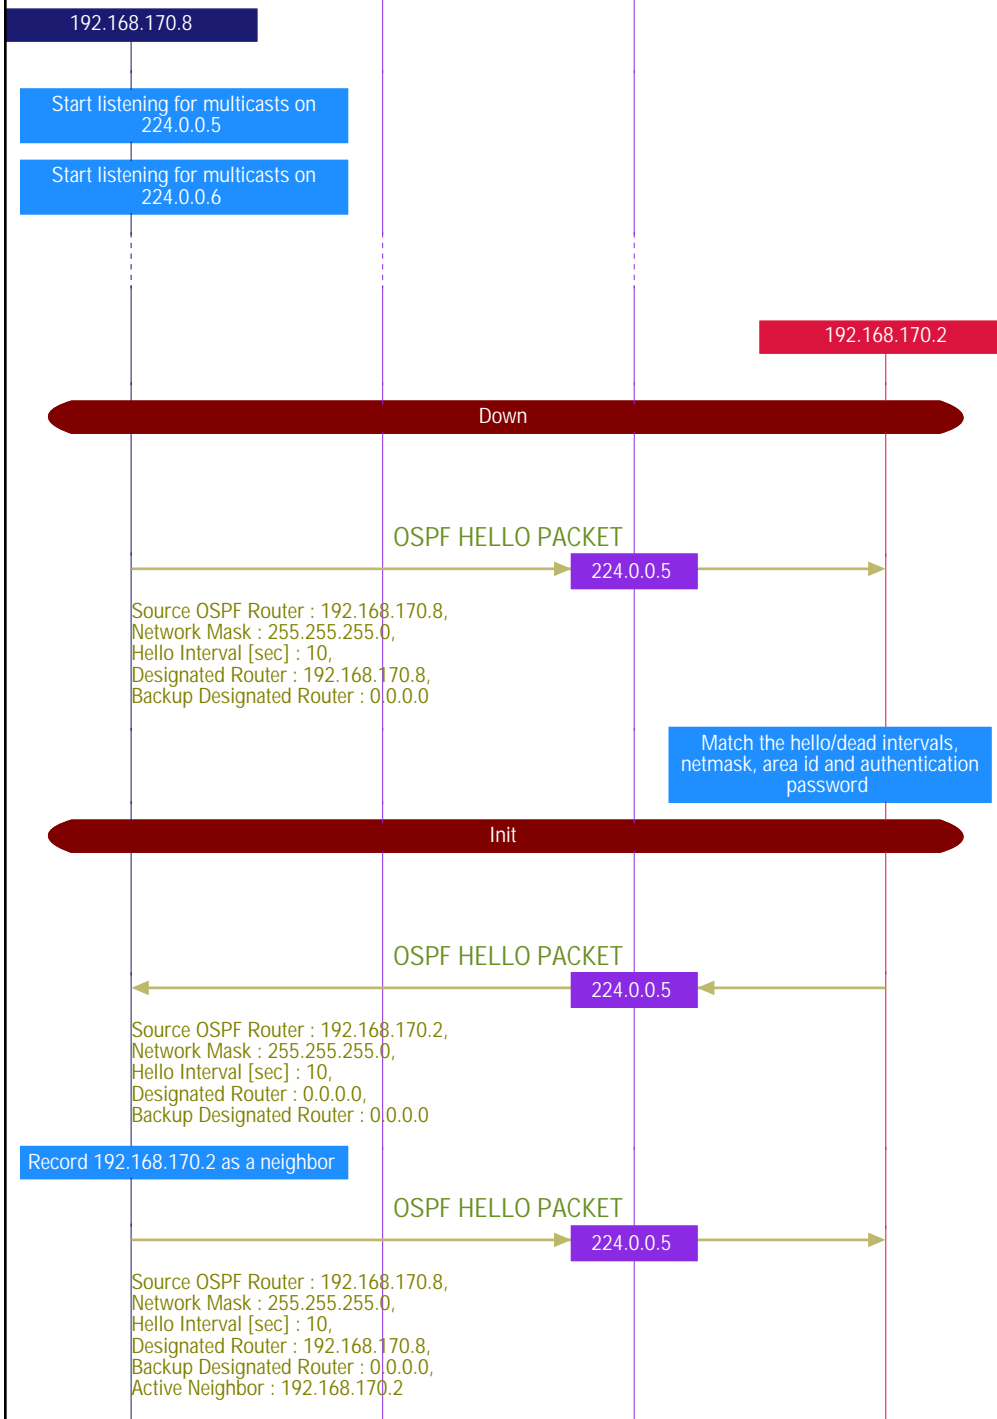 192.168.170.8
Start listening for multicasts on
224.0.0.5
Start listening for multicasts on
224.0.0.6
192.168.170.2
Down
OSPF HELLO PACKET
224.0.0.5
Source OSPF Router : 192.168.170.8,
Network Mask : 255.255.255.0,
Hello Interval [sec] : 10,
Designated Router : 192.168.170.8,
Backup Designated Router : 0.0.0.0
Match the hello/dead intervals,
netmask, area id and authentication
password
Init
OSPF HELLO PACKET
224.0.0.5
Source OSPF Router : 192.168.170.2,
Network Mask : 255.255.255.0,
Hello Interval [sec] : 10,
Designated Router : 0.0.0.0,
Backup Designated Router : 0.0.0.0
Record 192.168.170.2 as a neighbor
OSPF HELLO PACKET
224.0.0.5
Source OSPF Router : 192.168.170.8,
Network Mask : 255.255.255.0,
Hello Interval [sec] : 10,
Designated Router : 192.168.170.8,
Backup Designated Router : 0.0.0.0,
Active Neighbor : 192.168.170.2